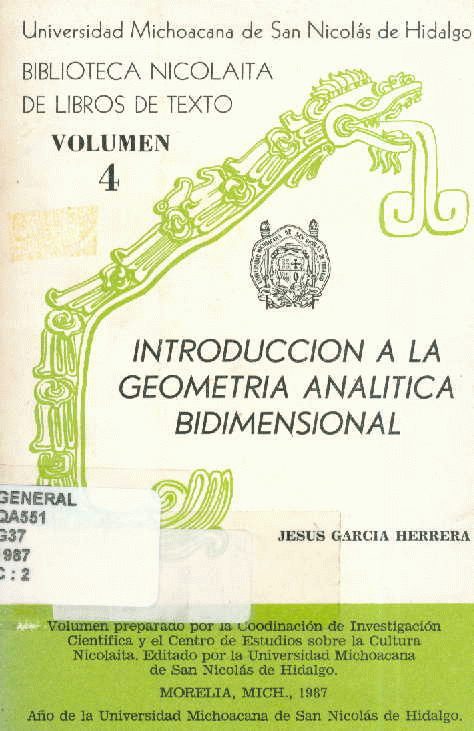 Universidad Michoacana de San Nicolás de Hidalgo
BIBLIOTECA NICOLAITA
DE LIBROS DE TEXTO
VOLUMEN
4
INTRODUCCION A LA
GEOMETRIA ANALITICA
BIDIMENSIONAL
JESUS GARCIA HERRERA
GENERAL
QA551
G37
1987
C : 2
Volumen preparado por la Coodinación de Investigación
Científica y el Centro de Estudios sobre la Cultura
Nicolaita. Editado por la Universidad Michoacana
de San Nicolás de Hidalgo.
MORELIA, MICH., 1987
Año de la Universidad Michoacana de San Nicolás de Hidalgo.